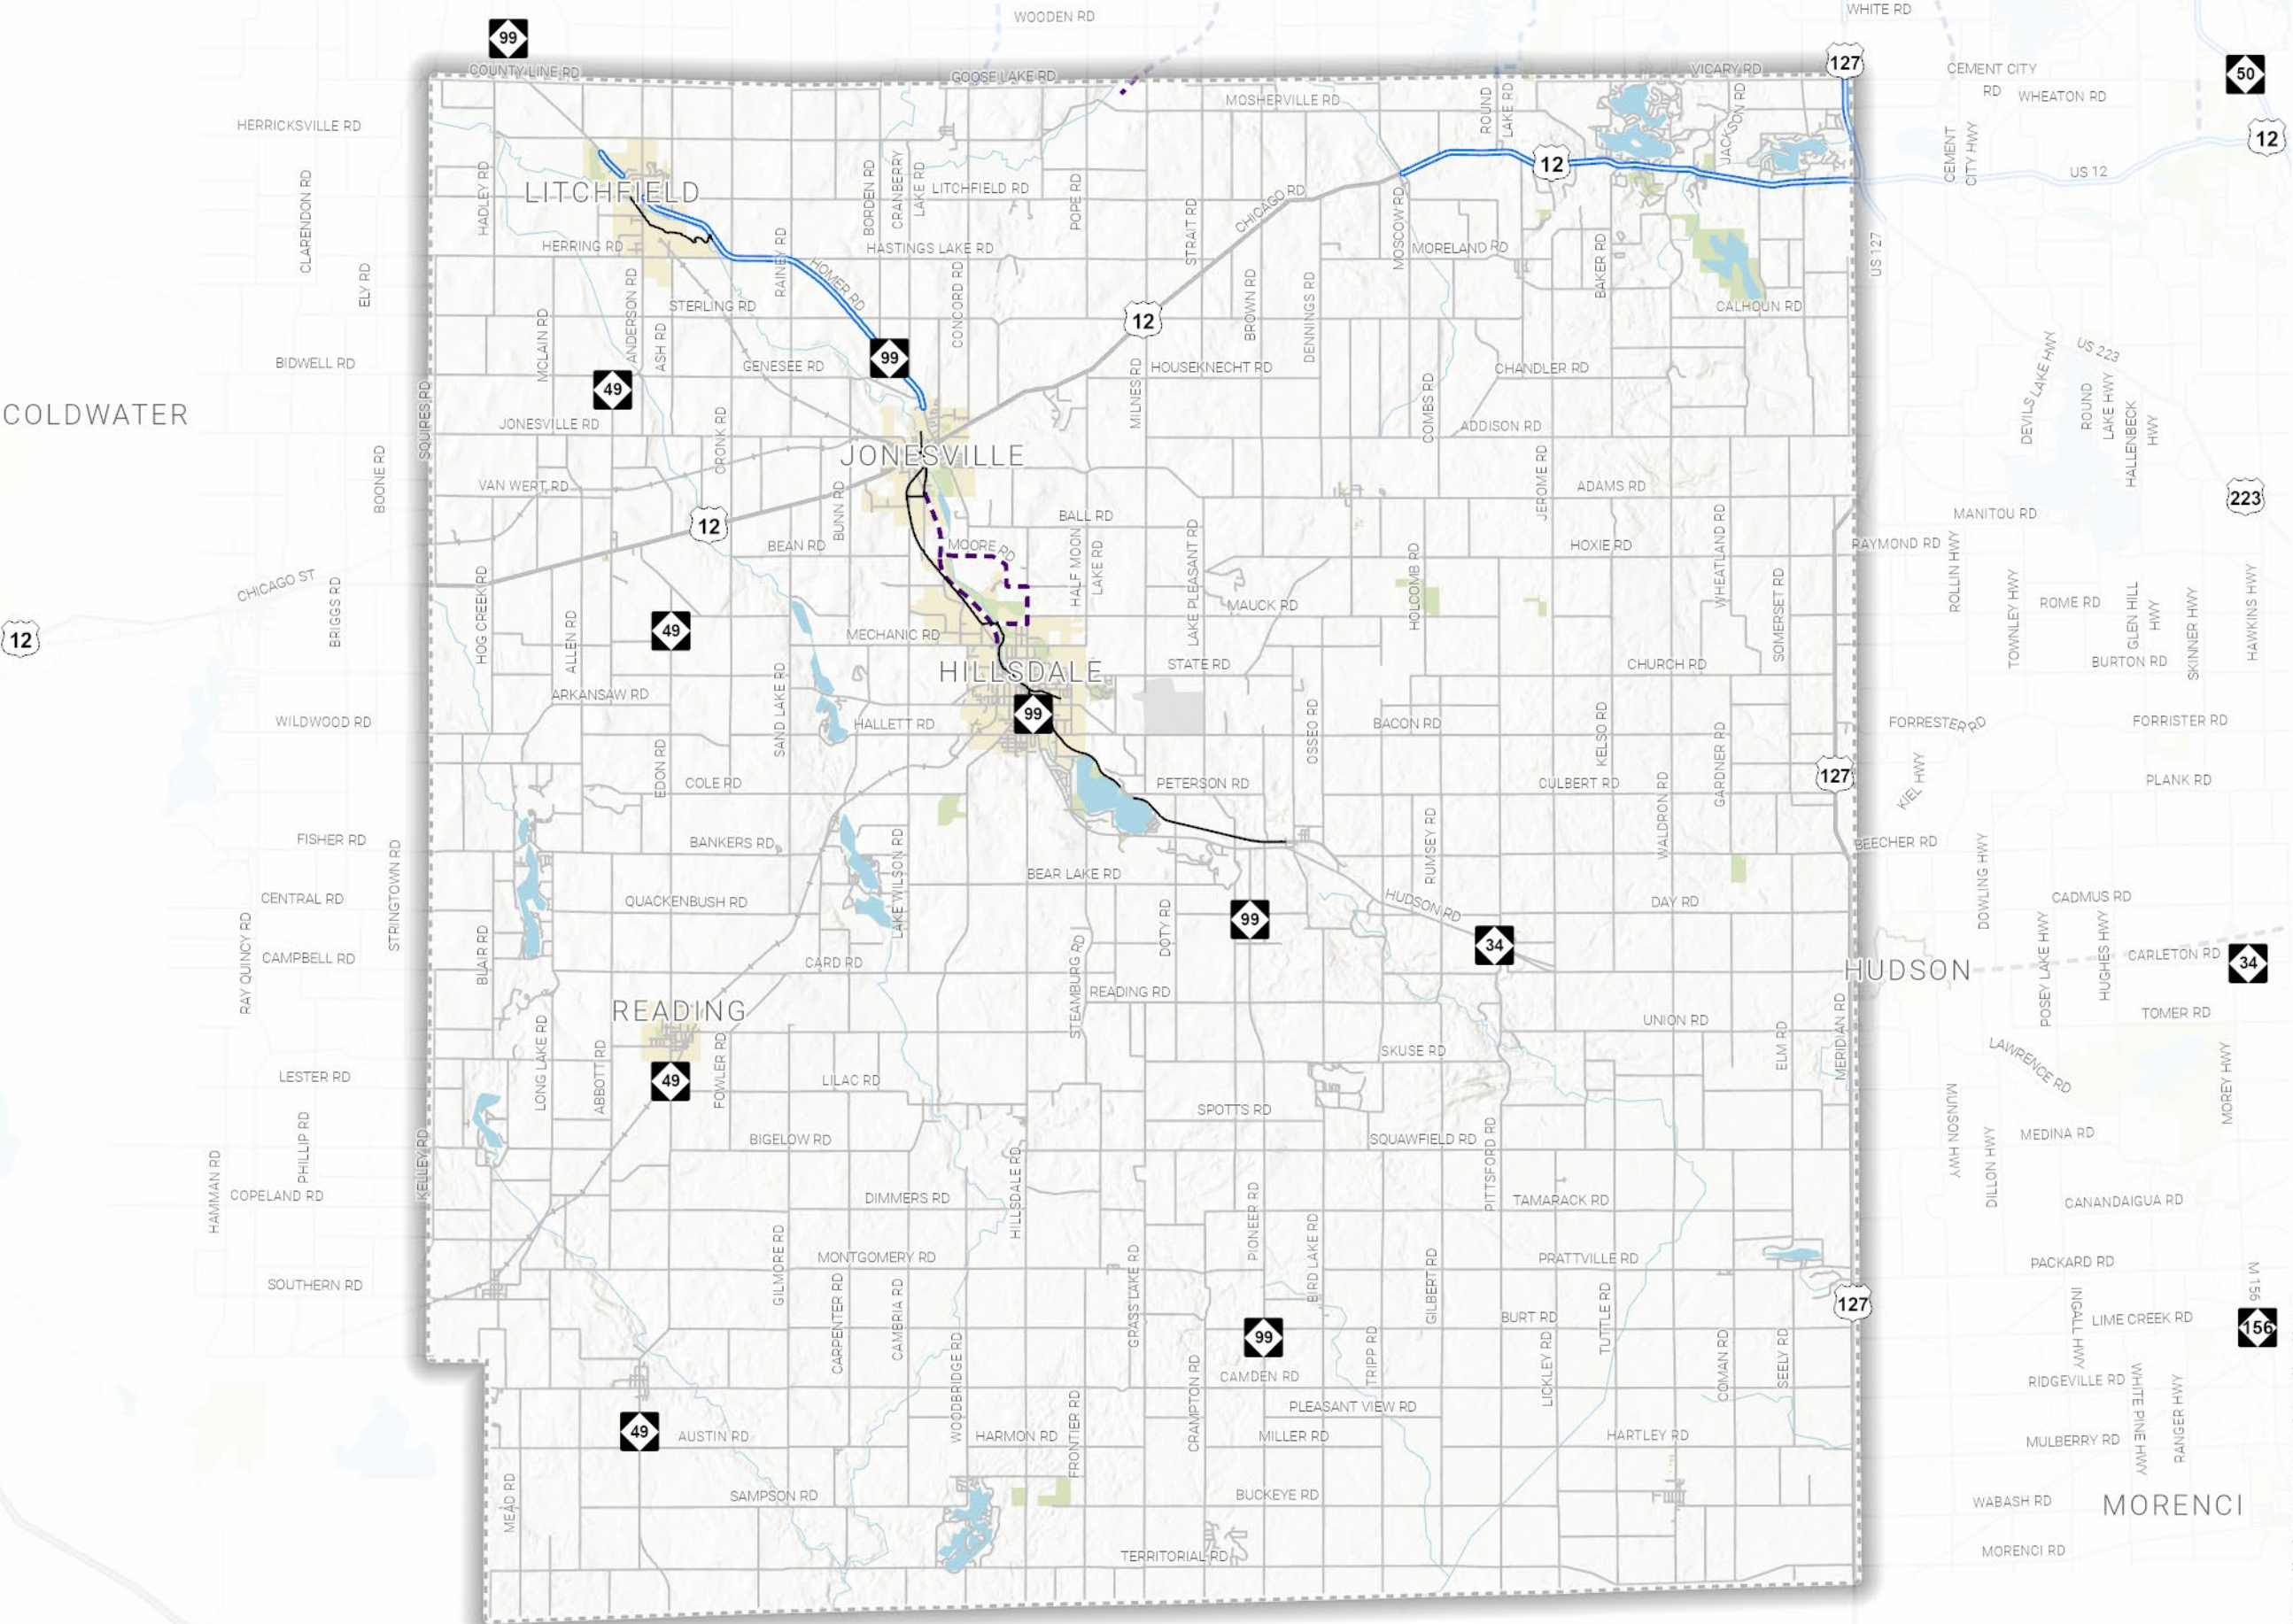 WOODEN RD
WHITE RD
99
127
COUNTY LINE RD
GOOSE LAKE RD
VICARY RD
CEMENT CITY
RD
50
MOSHERVILLE RD
ROUND
LAKE RD
JACKSON RD
WHEATON RD
HERRICKSVILLE RD
CEMENT
CITY HWY
12
12
US 12
CLARENDON RD
HADLEY RD
LITCHFIELD
BORDEN RD
CRANBERRY
LAKE RD
LITCHFIELD RD
POPE RD
CHICAGO RD
STRAIT RD
MOSCOW RD
HERRING RD
RAINEY RD
HASTINGS LAKE RD
MORELAND RD
BAKER RD
US 127
ELY RD
ANDERSON RD
HOMER RD
CONCORD RD
BROWN RD
DENNINGS RD
STERLING RD
CALHOUN RD
12
MCLAIN RD
ASH RD
BIDWELL RD
GENESEE RD
99
MILNES RD
HOUSEKNECHT RD
CHANDLER RD
DEVILS LAKE HWY
US 223
49
COLDWATER
SQUIRES RD
JONESVILLE RD
CRONK RD
COMBS RD
ADDISON RD
ROUND
LAKE HWY
HALLENBECK
HWY
JONESVILLE
BOONE RD
VAN WERT RD
JEROME RD
ADAMS RD
223
12
BUNN RD
BALL RD
LAKE PLEASANT RD
WHEATLAND RD
MANITOU RD
BEAN RD
MOORE RD
HALF MOON
LAKE RD
HOXIE RD
RAYMOND RD
CHICAGO ST
BRIGGS RD
HOG CREEK RD
HOLCOMB RD
SOMERSET RD
ROLLIN HWY
TOWNLEY HWY
ROME RD
GLEN HILL
HWY
SKINNER HWY
HAWKINS HWY
MAUCK RD
12
49
ALLEN RD
MECHANIC RD
STATE RD
CHURCH RD
BURTON RD
HILLSDALE
ARKANSAW RD
SAND LAKE RD
WILDWOOD RD
HALLETT RD
99
OSSEO RD
BACON RD
KELSO RD
GARDNER RD
FORRESTER RD
FORRISTER RD
EDON RD
COLE RD
PETERSON RD
CULBERT RD
127
KIEL HWY
PLANK RD
FISHER RD
STRINGTOWN RD
BANKERS RD
LAKE WILSON RD
RUMSEY RD
WALDRON RD
BEECHER RD
BEAR LAKE RD
DOWLING HWY
CENTRAL RD
QUACKENBUSH RD
HUDSON RD
DAY RD
CADMUS RD
99
RAY QUINCY RD
BLAIR RD
DOTY RD
34
POSEY LAKE HWY
HUGHES HWY
CARLETON RD
34
CAMPBELL RD
CARD RD
STEAMBURG RD
HUDSON
READING RD
READING
MERIDIAN RD
TOMER RD
LONG LAKE RD
ABBOTT RD
FOWLER RD
UNION RD
ELM RD
SKUSE RD
LAWRENCE RD
LESTER RD
49
LILAC RD
MOREY HWY
SPOTTS RD
PHILLIP RD
BIGELOW RD
SQUAWFIELD RD
PITTSFORD RD
MUNSON HWY
DILLON HWY
MEDINA RD
HAMMAN RD
COPELAND RD
KELLEY RD
DIMMERS RD
HILLSDALE RD
PIONEER RD
TAMARACK RD
CANANDAIGUA RD
GILMORE RD
MONTGOMERY RD
GRASS LAKE RD
BIRD LAKE RD
GILBERT RD
PRATTVILLE RD
PACKARD RD
SOUTHERN RD
CARPENTER RD
CAMBRIA RD
M 156
127
TUTTLE RD
BURT RD
INGALL HWY
LIME CREEK RD
156
99
WOODBRIDGE RD
TRIPP RD
LICKLEY RD
COMAN RD
SEELY RD
CAMDEN RD
CRAMPTON RD
RIDGEVILLE RD
WHITE PINE HWY
RANGER HWY
PLEASANT VIEW RD
49
AUSTIN RD
HARMON RD
FRONTIER RD
MILLER RD
HARTLEY RD
MULBERRY RD
MEAD RD
SAMPSON RD
BUCKEYE RD
WABASH RD
MORENCI
TERRITORIAL RD
MORENCI RD